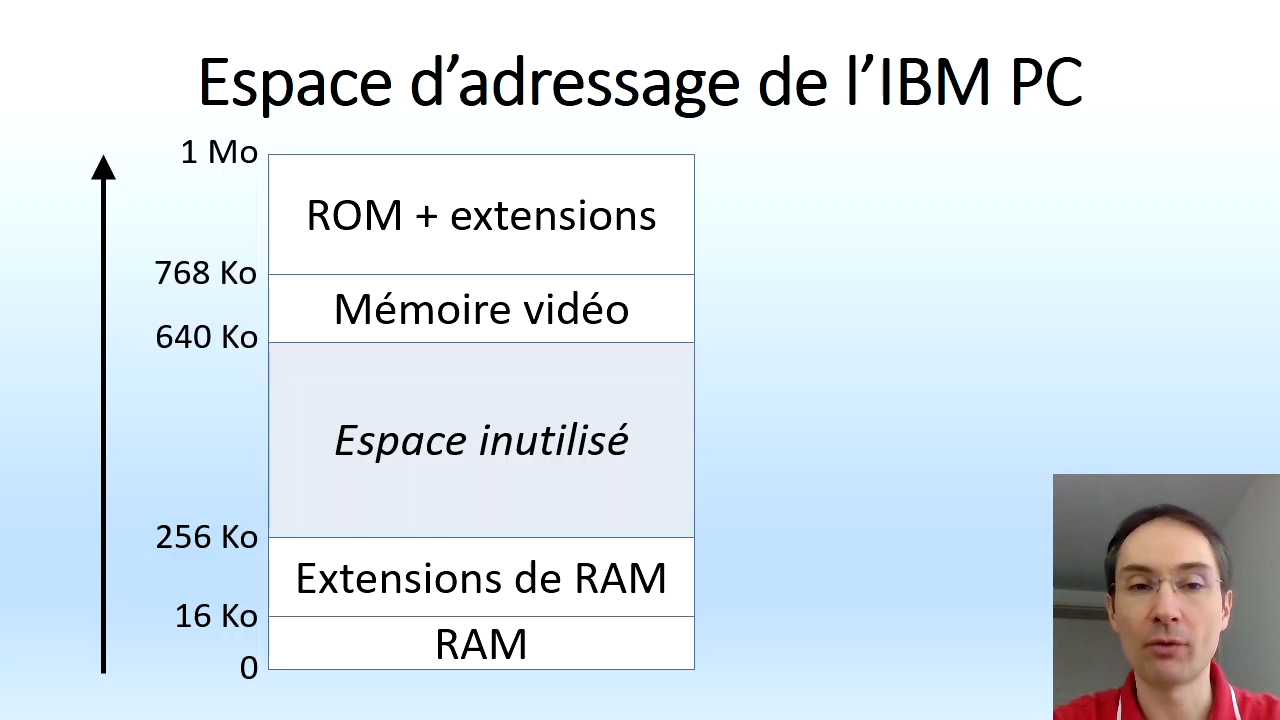 Espace d’adressage de l’IBM PC
1 Mo
ROM + extensions
768 Ko
Mémoire vidéo
640 Ko
Espace inutilisé
256 Ko
Extensions de RAM
16 Ko
RAM
0